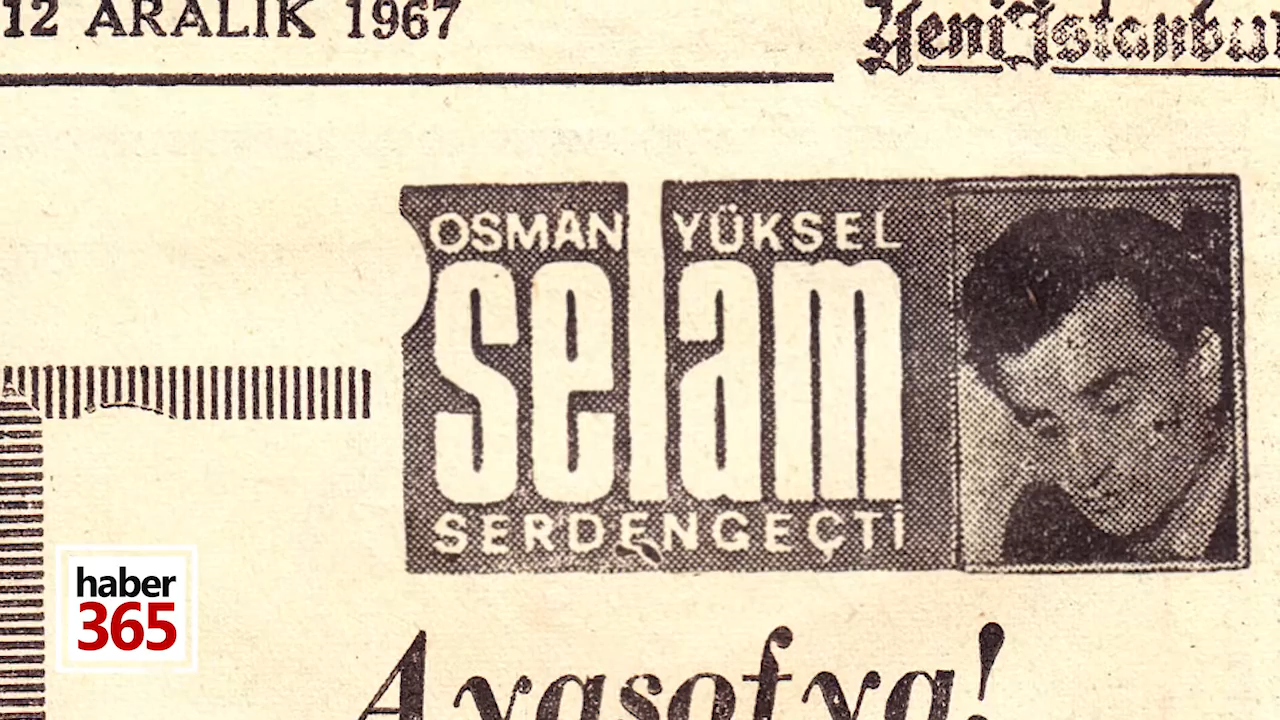 12 ARALIK 1967
Yeni İstanbul
OSMAN YÜKSEL
selam
SERDENGEÇTİ
haber
365
Ayasofya!